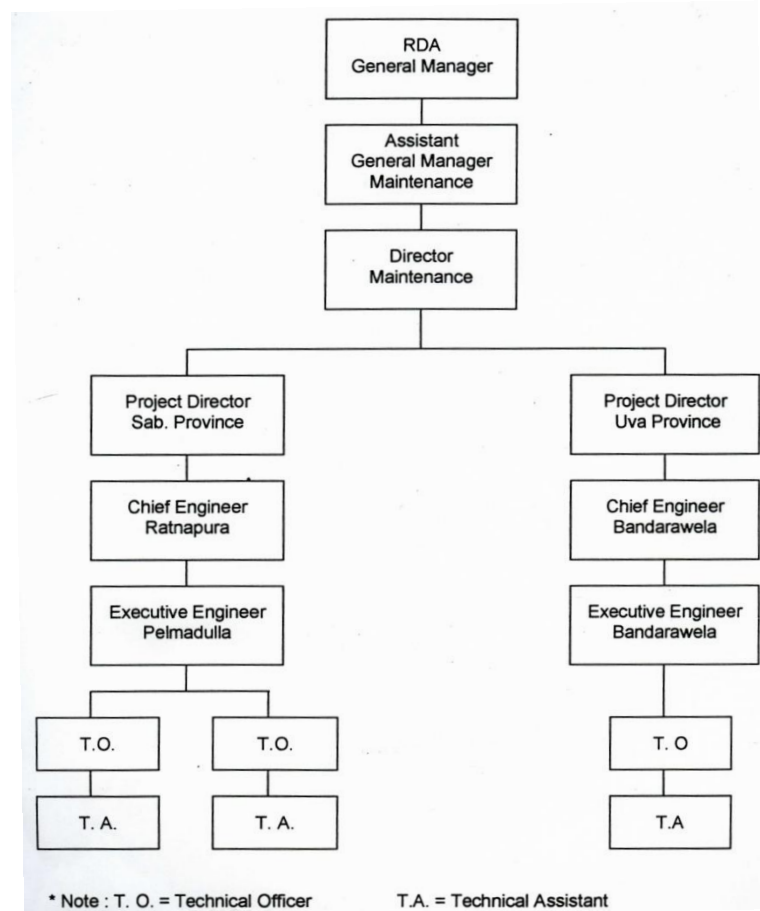 RDA
General Manager
Assistant
General Manager
Maintenance
Director
Maintenance
Project Director
Sab. Province
Project Director
Uva Province
Chief Engineer
Ratnapura
Chief Engineer
Bandarawela
Executive Engineer
Pelmadulla
Executive Engineer
Bandarawela
T.O.
T.O.
T. O
T. A.
T. A.
T.A
* Note : T. O. = Technical Officer T.A. = Technical Assistant